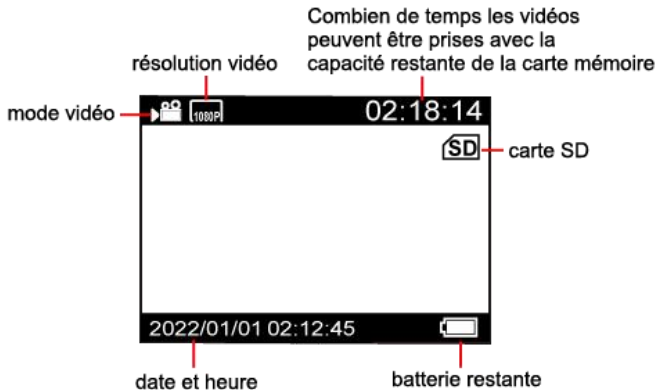 Combien de temps les vidéos
peuvent être prises avec la
capacité restante de la carte mémoire
résolution vidéo
mode vidéo
1080P
02:18:14
SD
carte SD
2022/01/01 02:12:45
date et heure
batterie restante